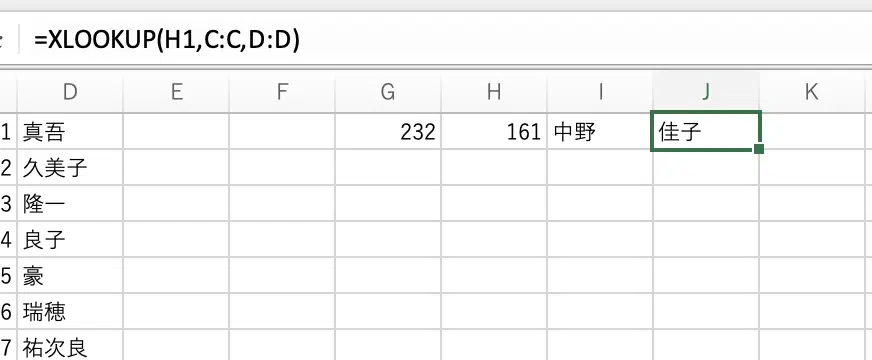 =XLOOKUP(H1,C:C,D:D)
D E F G H I J K
1 真吾 232 161 中野 佳子
2 久美子
3 隆一
4 良子
5 豪
6 瑞穂
7 祐次良